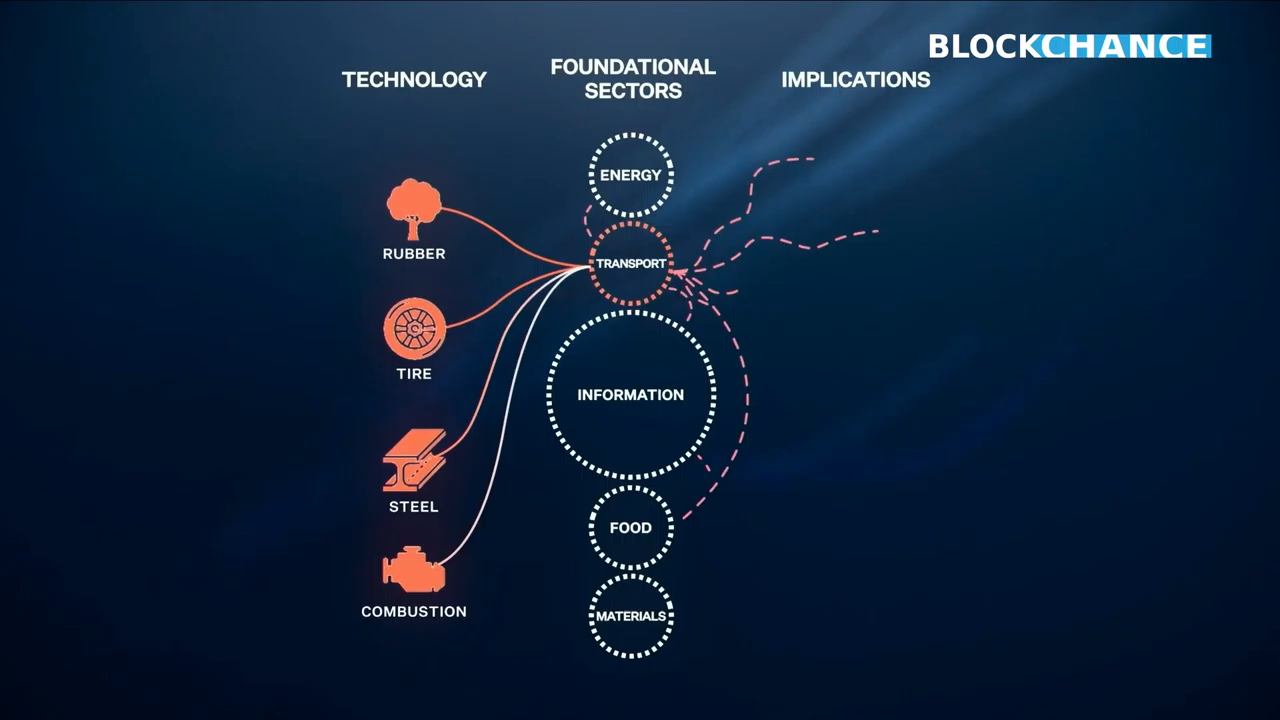 BLOCKCHANCE
TECHNOLOGY
FOUNDATIONAL
SECTORS
IMPLICATIONS
ENERGY
RUBBER
TRANSPORT
TIRE
INFORMATION
STEEL
FOOD
COMBUSTION
MATERIALS